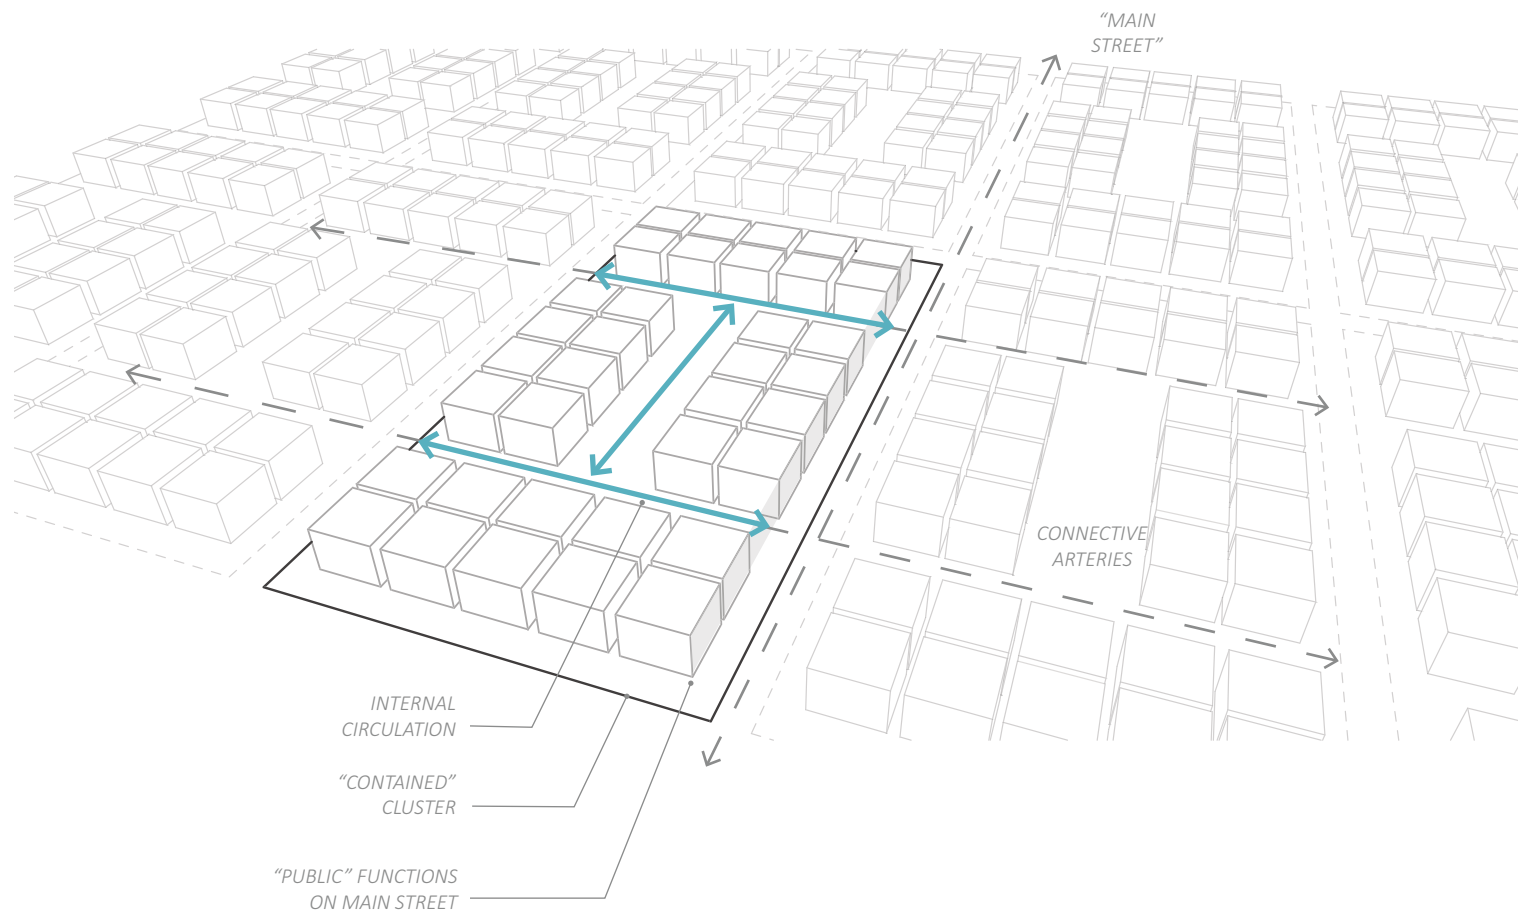 “MAIN
STREET”
CONNECTIVE
ARTERIES
INTERNAL
CIRCULATION
“CONTAINED”
CLUSTER
“PUBLIC” FUNCTIONS
ON MAIN STREET